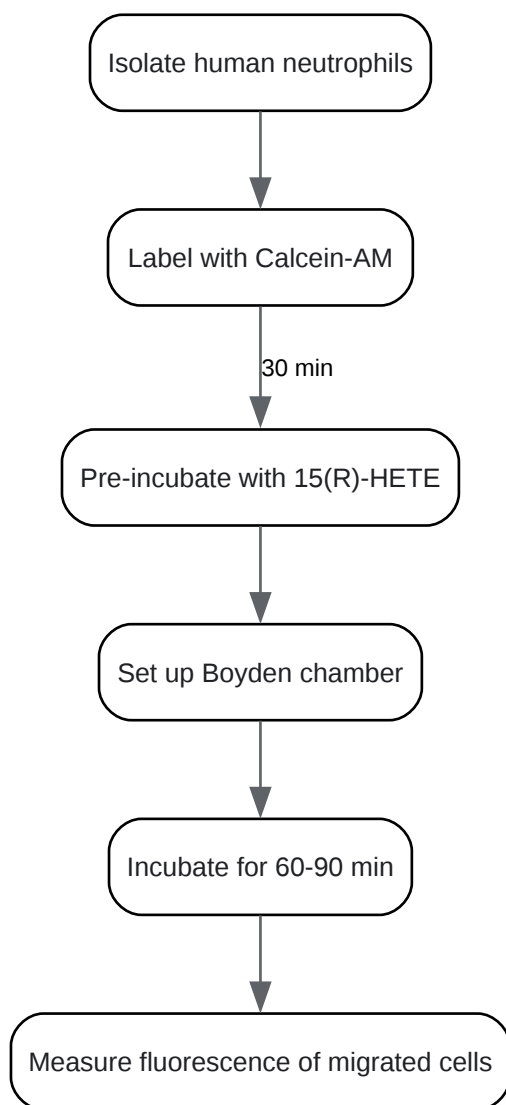 Isolate human neutrophils
Label with Calcein-AM
30 min
Pre-incubate with 15(R)-HETE
Set up Boyden chamber
Incubate for 60-90 min
Measure fluorescence of migrated cells